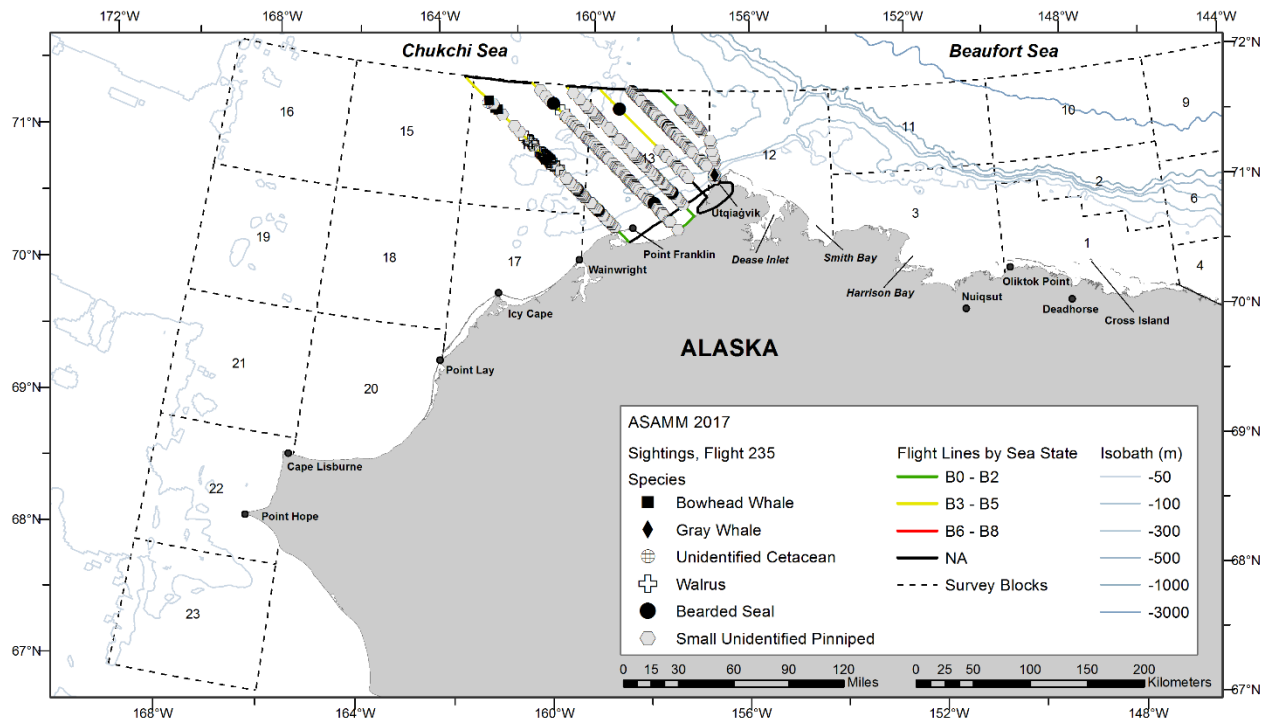 172°W 168°W 164°W 160°W 156°W 152°W 148°W 144°W
Chukchi Sea
Beaufort Sea
72°N
72°N
71°N
71°N
70°N
70°N
69°N
69°N
68°N
68°N
67°N
67°N
16
15
10
9
11
12
13
2
6
3
1
4
19
18
17
21
20
22
23
Utqiaġvik
Point Franklin
Dease Inlet
Smith Bay
Harrison Bay
Wainwright
Icy Cape
Point Lay
Cape Lisburne
Point Hope
Oliktok Point
Nuiqsut
Deadhorse
Cross Island
ALASKA
ASAMM 2017
Sightings, Flight 235
Species
Bowhead Whale
Gray Whale
Unidentified Cetacean
Walrus
Bearded Seal
Small Unidentified Pinniped
Flight Lines by Sea State
B0 - B2
B3 - B5
B6 - B8
NA
Survey Blocks
Isobath (m)
-50
-100
-300
-500
-1000
-3000
0 15 30 60 90 120
Miles
0 25 50 100 150 200
Kilometers
168°W 164°W 160°W 156°W 152°W 148°W